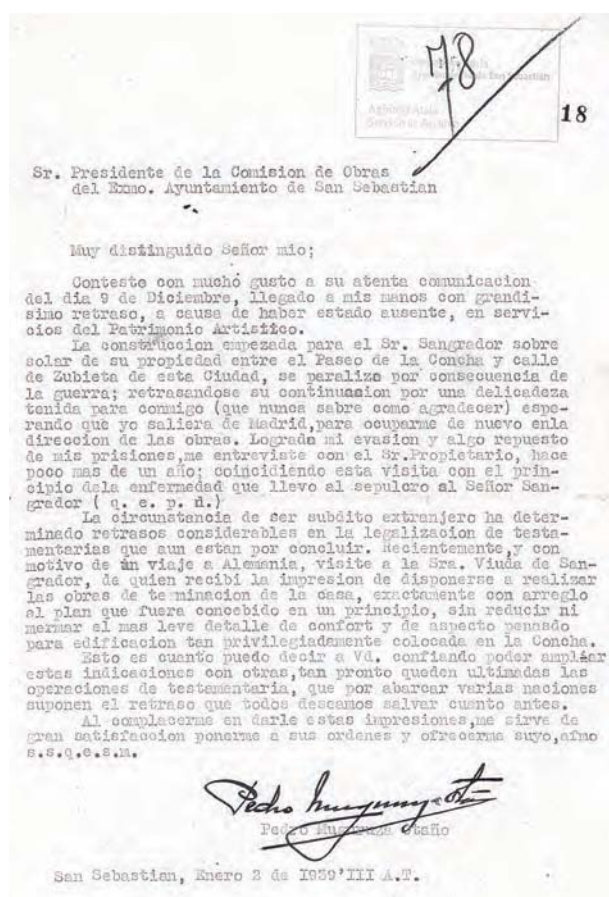 78
18
Sr. Presidente de la Comision de Obras
del Exmo. Ayuntamiento de San Sebastian
Muy distinguido Señor mio;
Contesto con muchó gusto a su atenta comunicacion
del dia 9 de Diciembre, llegado a mis manos con grandi-
simo retraso, a causa de haber estado ausente, en servi-
cios del Patrimonio Artistico.
La construccion empezada para el Sr. Sangrador sobre
solar de su propiedad entre el Paseo de la Concha y calle
de Zubieta de esta Ciudad, se paralizo por consecuencia de
la guerra; retrasandose su continuacion por una delicadeza
tenida para conmigo (que nunca sabre como agradecer) espe-
rando que yo saliera de Madrid,para ocuparme de nuevo enla
direccion de las obras. Lograda mi evasion y algo repuesto
de mis prisiones,me entreviste con el Sr.Propietario, hace
poco mas de un año; coincidiendo esta visita con el prin-
cipio dela enfermedad que llevo al sepulcro al Señor San-
grador ( q. e. p. d.)
La circunstancia de ser subdito extranjero ha deter-
minado retrasos considerables en la legalizacion de testa-
mentarias que aun estan por concluir. Recientemente,y con
motivo de un viaje a Alemania, visite a la Sra. Viuda de San-
grador, de quien recibi la impresion de disponerse a realizar
las obras de te minacion de la casa, exactamente con arreglo
al plan que fuera concebido en un principio, sin reducir ni
mermar el mas leve detalle de confort y de aspecto pensado
para edificacion tan privilegiadamente colocada en la Concha.
Esto es cuanto puedo decir a Vd. confiando poder ampliar
estas indicaciones con otras,tan pronto queden ultimadas las
operaciones de testamentaria, que por abarcar varias naciones
suponen el retraso que todos deseamos salvar cuanto antes.
Al complacerme en darle estas impresiones,me sirve de
gran satisfaccion ponerme a sus ordenes y ofrecerme suyo,afmo
s.s.q.e.s.m.
Pedro Muguruza Otaño
San Sebastian, Enero 2 de I939'III A.T.